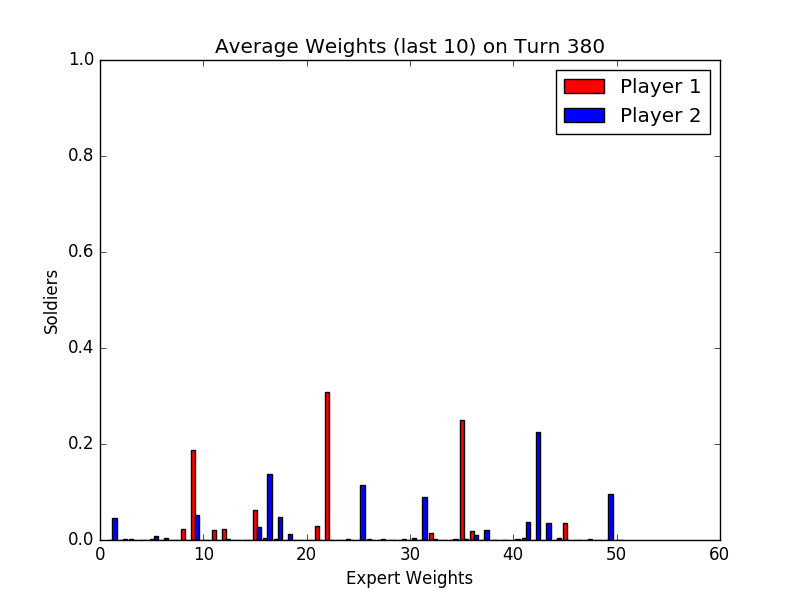 Average Weights (last 10) on Turn 380
1.0
0.8
0.6
0.4
0.2
0.0
Soldiers
Player 1
Player 2
0 10 20 30 40 50 60
Expert Weights